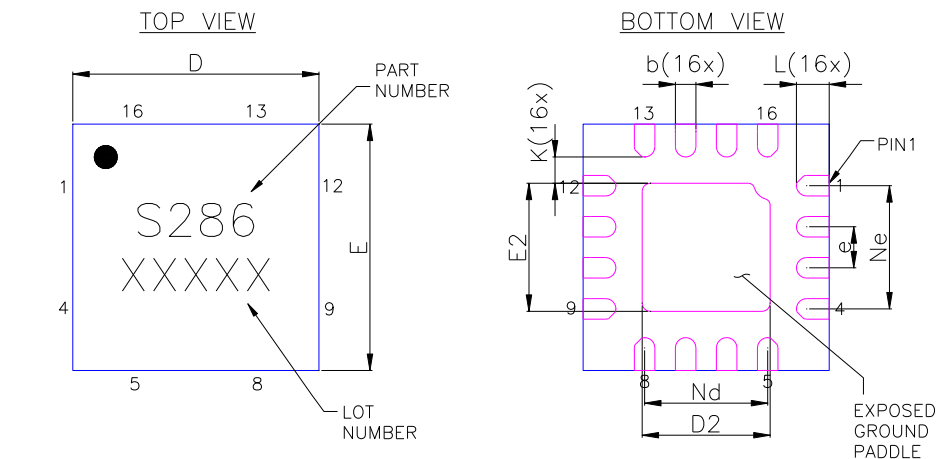 TOP VIEW
D
PART
NUMBER
16
13
1
12
S286
XXXXX
E
4
9
5
8
LOT
NUMBER
BOTTOM VIEW
b(16x)
L(16x)
13
16
K(16x)
PIN1
12
1
E2
e
Ne
9
4
8
5
Nd
D2
EXPOSED
GROUND
PADDLE